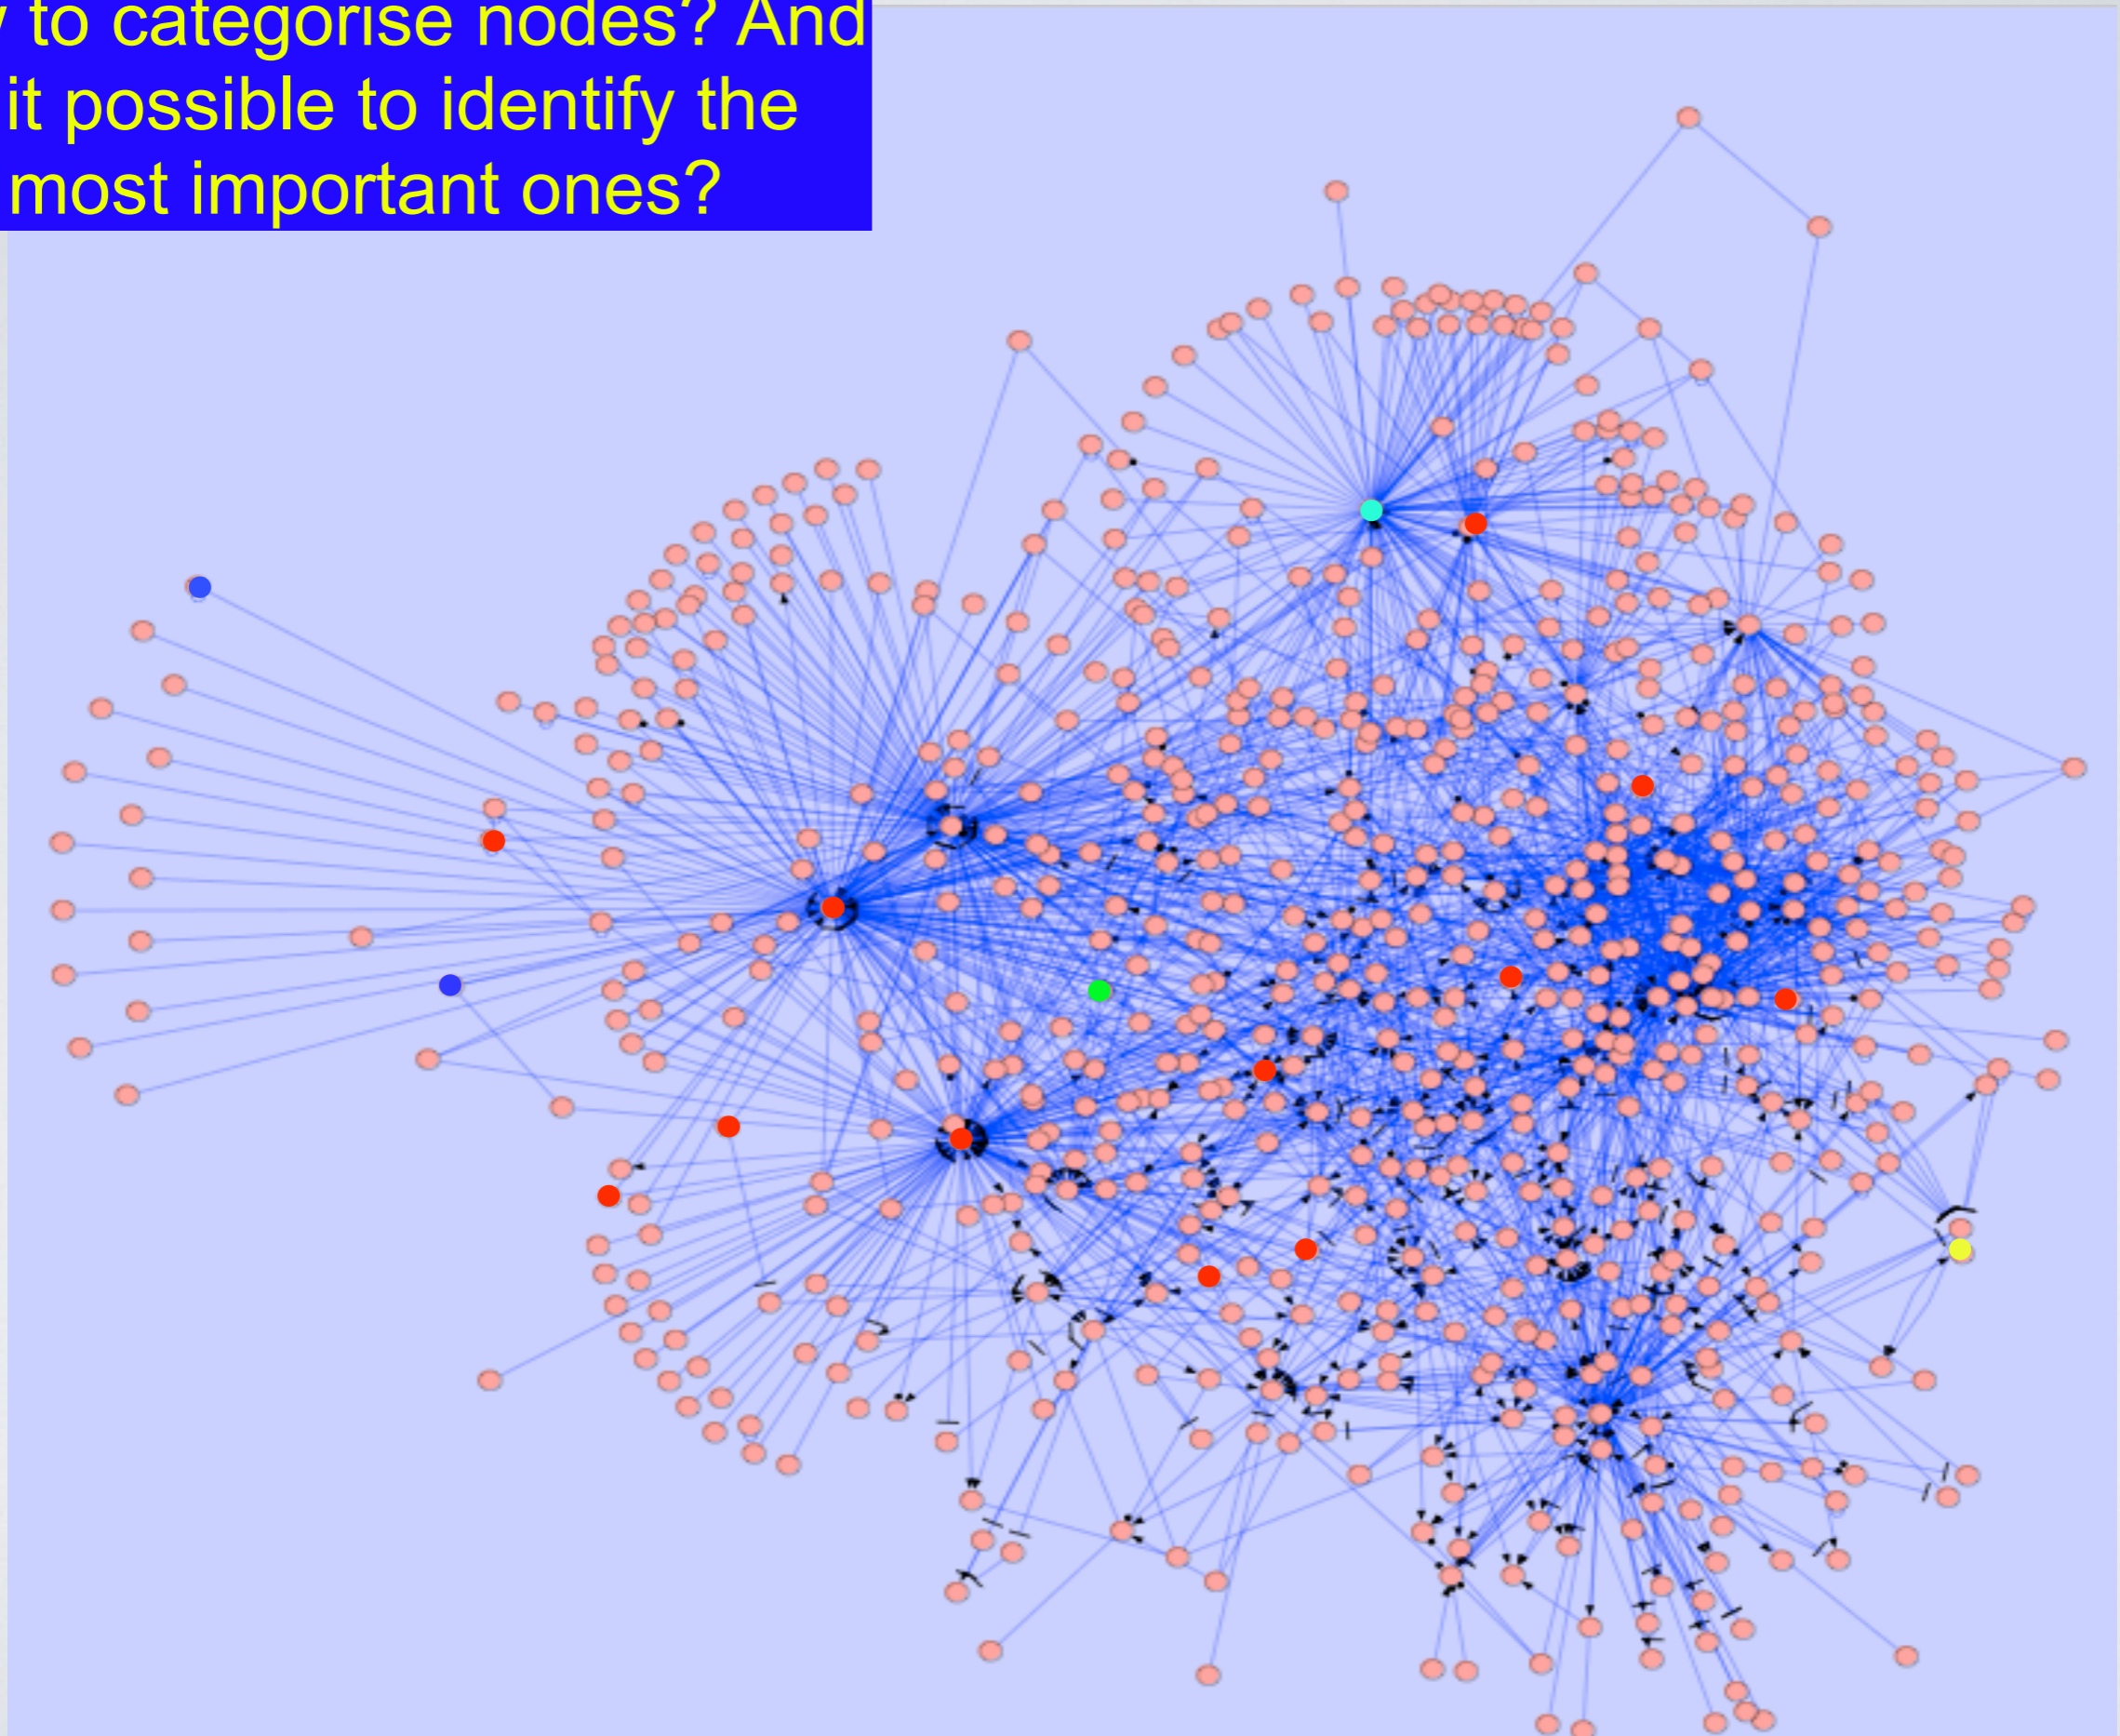 to categorise nodes? And
it possible to identify the
most important ones?